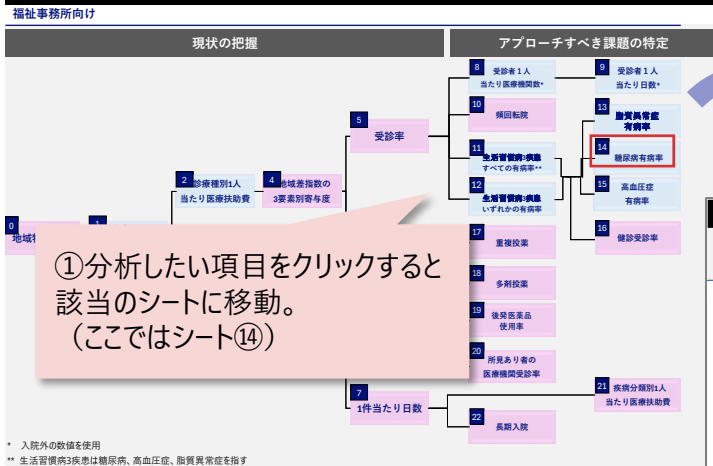 福祉事務所向け
現状の把握
アプローチすべき課題の特定
0
地域
1
2
診療種別1人
当たり医療扶助費
4
地域差指数の
3要素別寄与度
5
受診率
7
1件当たり日数
8
受診者1人
当たり医療機関数*
9
受診者1人
当たり日数*
10
頻回転院
11
生活習慣病3疾患
すべての有病率**
12
生活習慣病3疾患
いずれかの有病率
13
脂質異常症
有病率
14
糖尿病有病率
15
高血圧症
有病率
16
健診受診率
17
重複投薬
18
多剤投薬
19
後発医薬品
使用率
20
所見あり者の
医療機関受診率
21
疾病分類別1人
当たり医療扶助費
22
長期入院
①分析したい項目をクリックすると
該当のシートに移動。
（ここではシート⑭）
* 入院外の数値を使用
** 生活習慣病3疾患は糖尿病、高血圧症、脂質異常症を指す